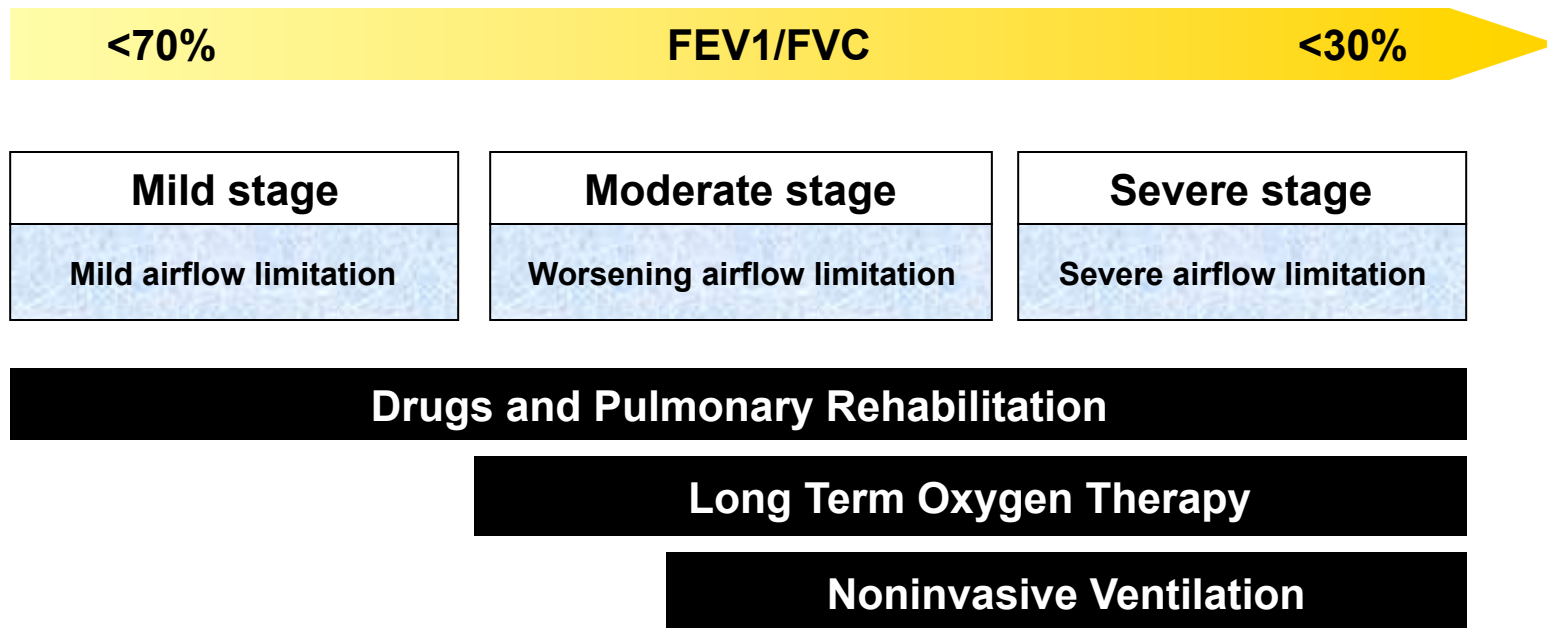 <70% FEV1/FVC <30%
Mild stage Moderate stage Severe stage
Mild airflow limitation Worsening airflow limitation Severe airflow limitation
Drugs and Pulmonary Rehabilitation
Long Term Oxygen Therapy
Noninvasive Ventilation